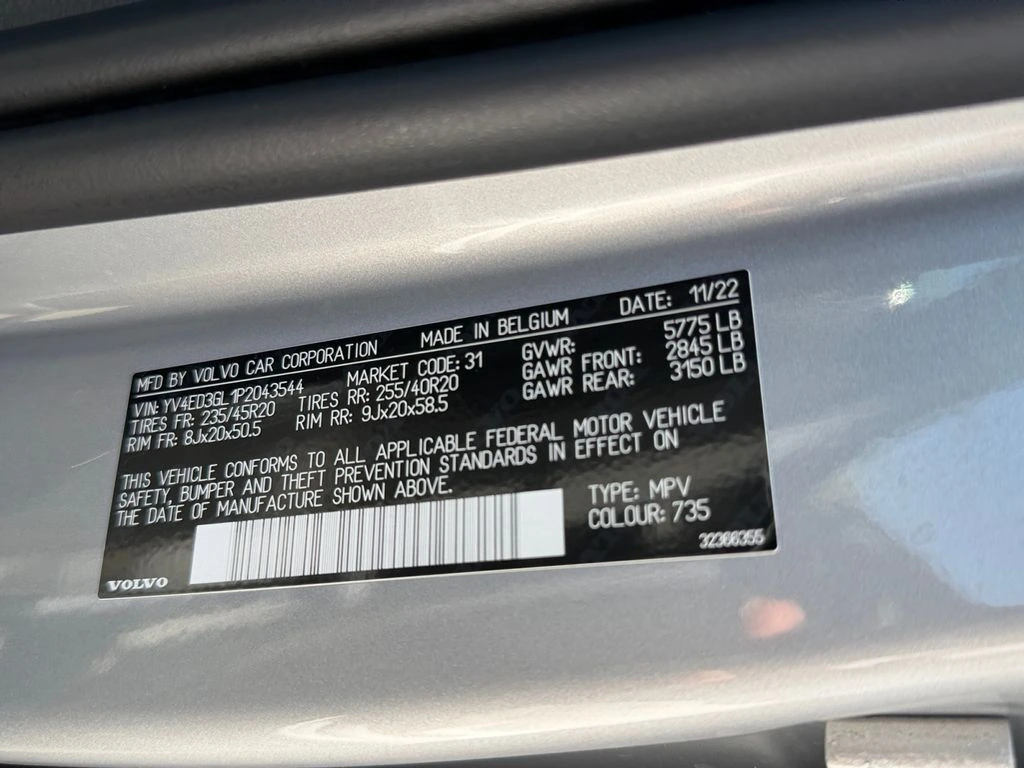 MFD BY VOLVO CAR CORPORATION MADE IN BELGIUM DATE: 11/22
VIN: YV4ED3GL1P2043544 MARKET CODE: 31 GVWR: 5775 LB
TIRES FR: 235/45R20 TIRES RR: 255/40R20 GAWR FRONT: 2845 LB
RIM FR: 8Jx20x50.5 RIM RR: 9Jx20x58.5 GAWR REAR: 3150 LB
THIS VEHICLE CONFORMS TO ALL APPLICABLE FEDERAL MOTOR VEHICLE
SAFETY, BUMPER AND THEFT PREVENTION STANDARDS IN EFFECT ON
THE DATE OF MANUFACTURE SHOWN ABOVE.
TYPE: MPV
COLOUR: 735
VOLVO
32366355